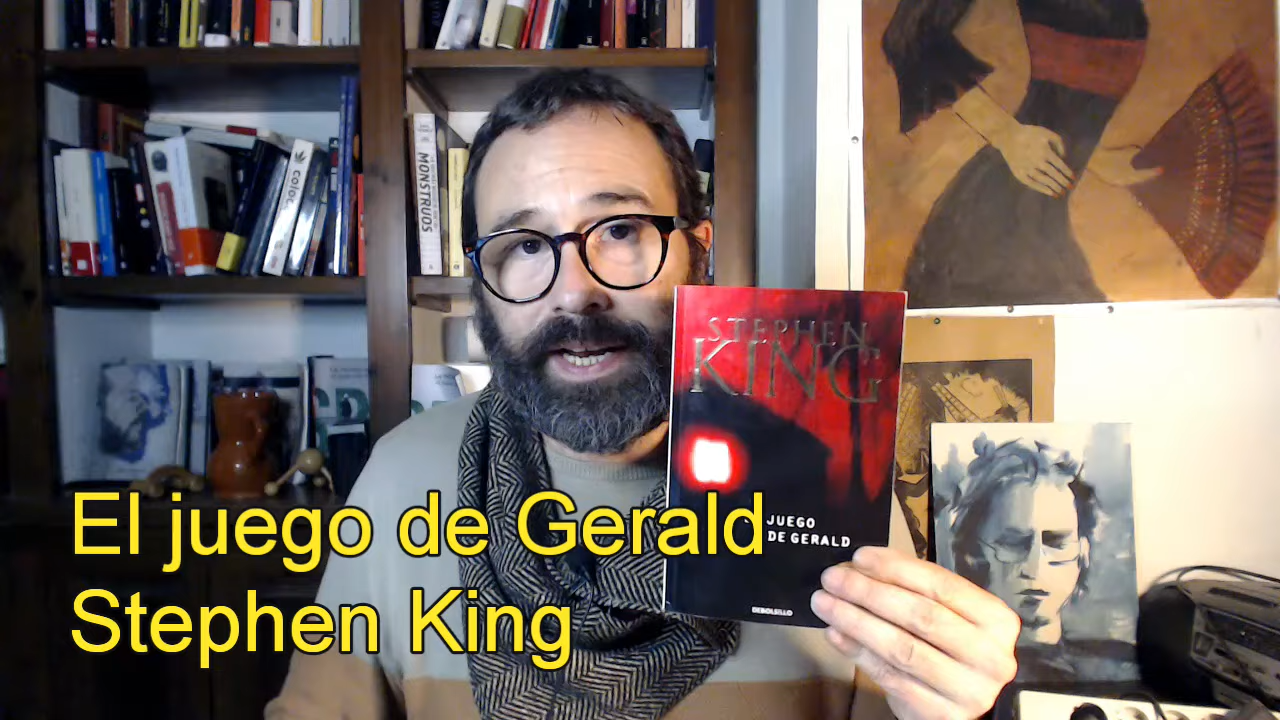 MONSTRUOS
STEPHEN
KING
JUEGO
DE GERALD
DEBOLSILLO
El juego de Gerald
Stephen King